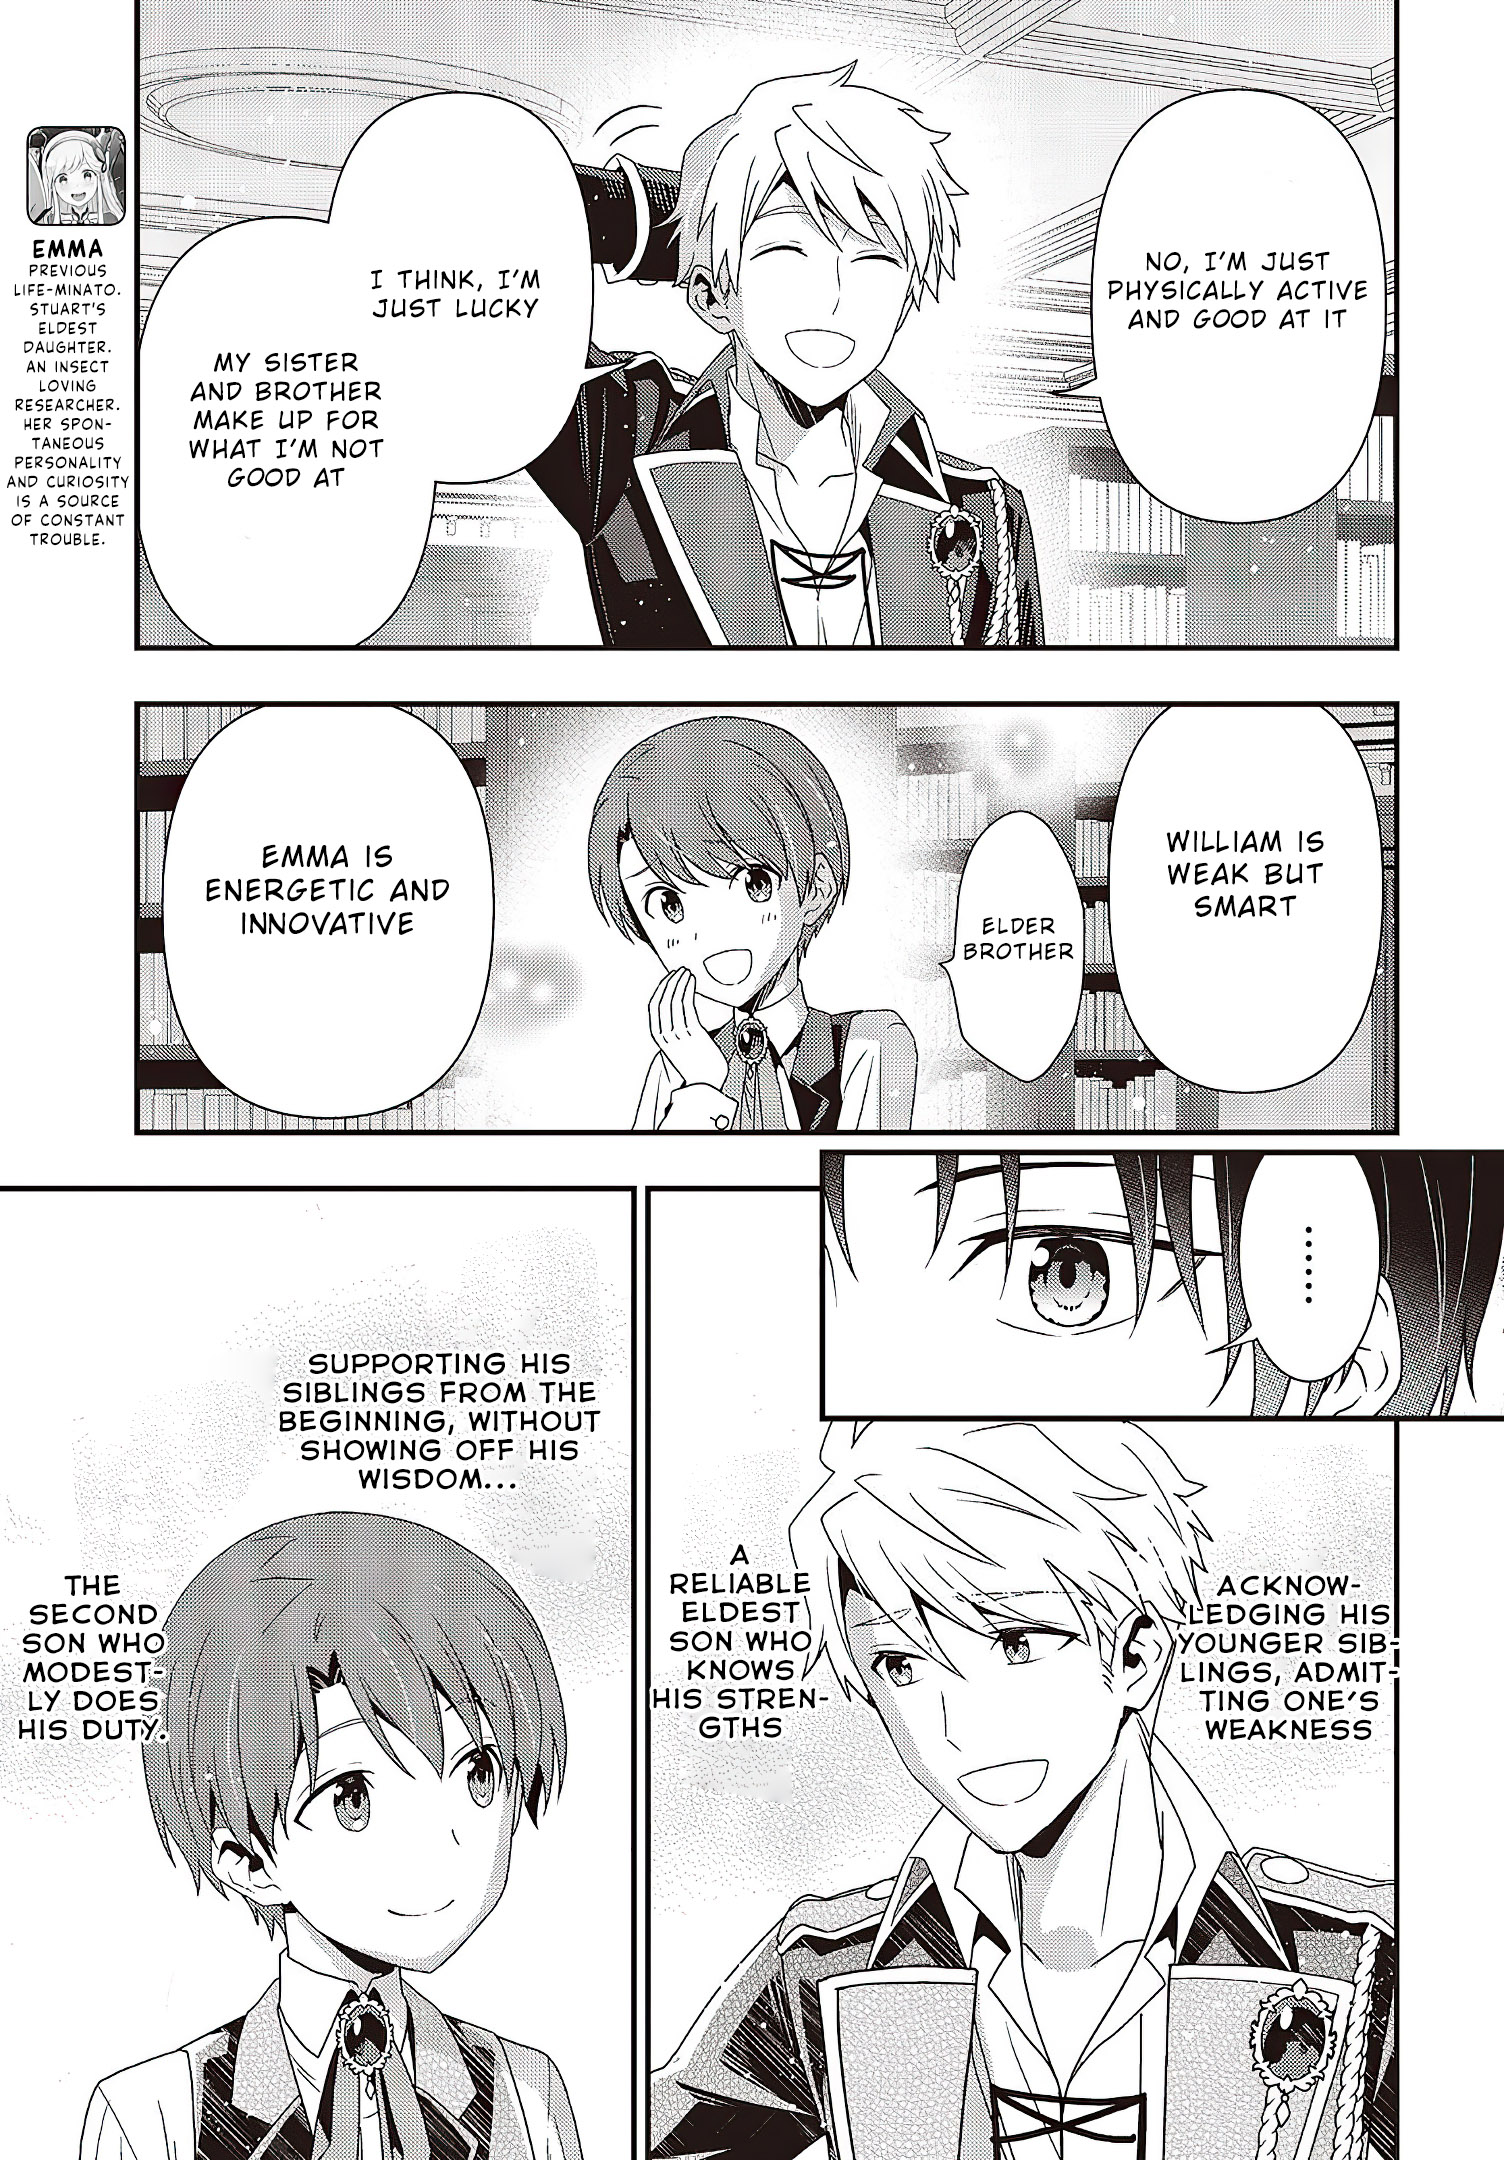 NO, I'M JUST
PHYSICALLY ACTIVE
AND GOOD AT IT
I THINK, I'M
JUST LUCKY
MY SISTER
AND BROTHER
MAKE UP FOR
WHAT I'M NOT
GOOD AT
EMMA
PREVIOUS
LIFE-MINATO.
STUART'S
ELDEST
DAUGHTER.
AN INSECT
LOVING
RESEARCHER.
HER SPON-
TANEOUS
PERSONALITY
AND CURIOSITY
IS A SOURCE
OF CONSTANT
TROUBLE.
WILLIAM IS
WEAK BUT
SMART
ELDER
BROTHER
EMMA IS
ENERGETIC AND
INNOVATIVE
......
ACKNOW-
LEDGING HIS
YOUNGER SIB-
LINGS, ADMIT-
TING ONE'S
WEAKNESS
A
RELIABLE
ELDEST
SON WHO
KNOWS
HIS STREN-
GTHS
SUPPORTING HIS
SIBLINGS FROM THE
BEGINNING, WITHOUT
SHOWING OFF HIS
WISDOM...
THE
SECOND
SON WHO
MODEST-
LY DOES
HIS DUTY.